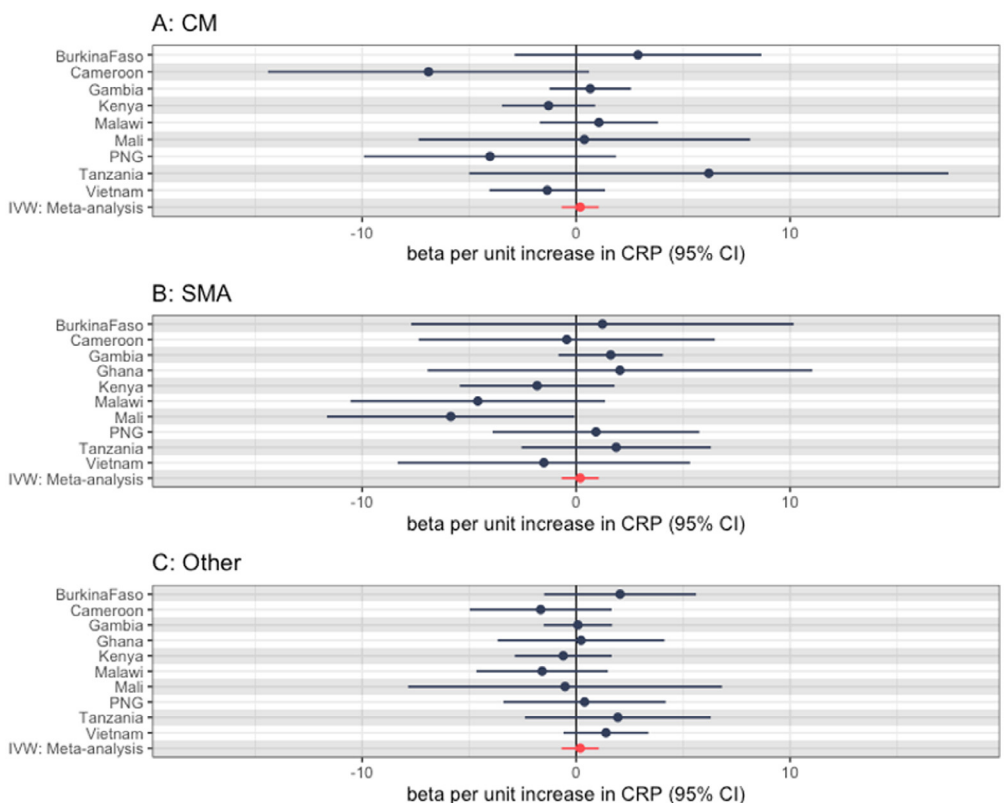 A: CM
BurkinaFaso
Cameroon
Gambia
Kenya
Malawi
Mali
PNG
Tanzania
Vietnam
IVW: Meta-analysis
-10 0 10
beta per unit increase in CRP (95% CI)
B: SMA
BurkinaFaso
Cameroon
Gambia
Ghana
Kenya
Malawi
Mali
PNG
Tanzania
Vietnam
IVW: Meta-analysis
-10 0 10
beta per unit increase in CRP (95% CI)
C: Other
BurkinaFaso
Cameroon
Gambia
Ghana
Kenya
Malawi
Mali
PNG
Tanzania
Vietnam
IVW: Meta-analysis
-10 0 10
beta per unit increase in CRP (95% CI)